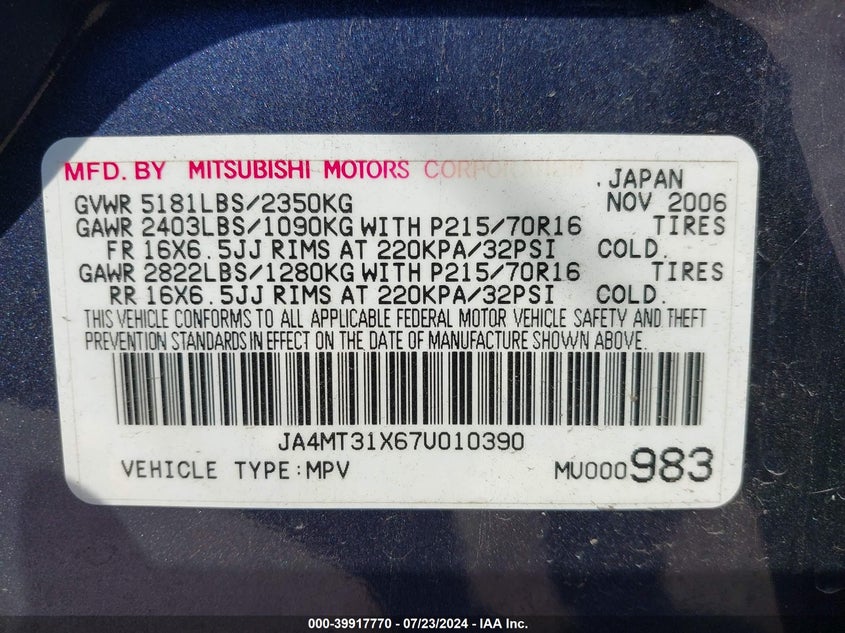 MFD. BY MITSUBISHI MOTORS CORPORATION, JAPAN
GVWR 5181LBS/2350KG NOV 2006
GAWR 2403LBS/1090KG WITH P215/70R16 TIRES
FR 16X6.5JJ RIMS AT 220KPA/32PSI COLD.
GAWR 2822LBS/1280KG WITH P215/70R16 TIRES
RR 16X6.5JJ RIMS AT 220KPA/32PSI COLD.
THIS VEHICLE CONFORMS TO ALL APPLICABLE FEDERAL MOTOR VEHICLE SAFETY AND THEFT
PREVENTION STANDARDS IN EFFECT ON THE DATE OF MANUFACTURE SHOWN ABOVE.
JA4MT31X67U010390
VEHICLE TYPE:MPV MU000983
000-39917770 - 07/23/2024 - IAA Inc.